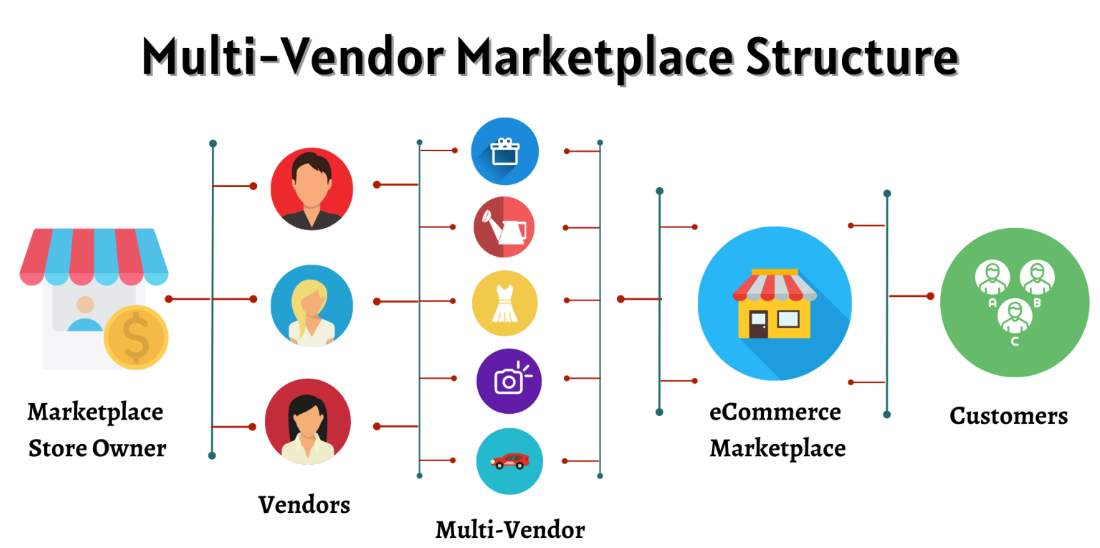 Multi-Vendor Marketplace Structure
Marketplace
Store Owner
Vendors
Multi-Vendor
eCommerce
Marketplace
A B
C
Customers